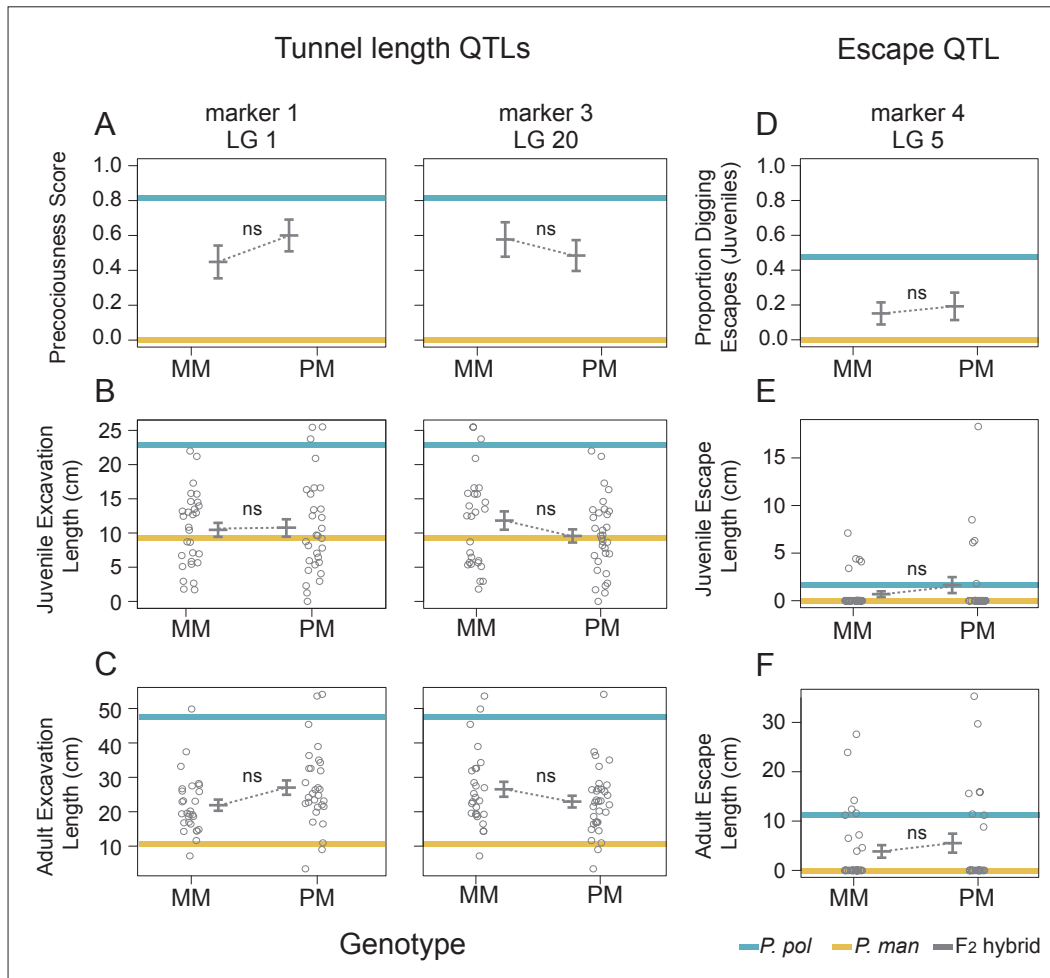 Tunnel length QTLs
Escape QTL
A
marker 1
LG 1
marker 3
LG 20
D
marker 4
LG 5
Precociousness Score
1.0
0.8
0.6
0.4
0.2
0.0
ns
MM
PM
ns
MM
PM
Proportion Digging
Escapes (Juveniles)
1.0
0.8
0.6
0.4
0.2
0.0
ns
MM
PM
B
Juvenile Excavation
Length (cm)
25
20
15
10
5
0
ns
MM
PM
ns
MM
PM
E
Juvenile Escape
Length (cm)
15
10
5
0
ns
MM
PM
C
Adult Excavation
Length (cm)
50
40
30
20
10
ns
MM
PM
ns
MM
PM
F
Adult Escape
Length (cm)
30
20
10
0
ns
MM
PM
Genotype
P. pol P. man F2 hybrid